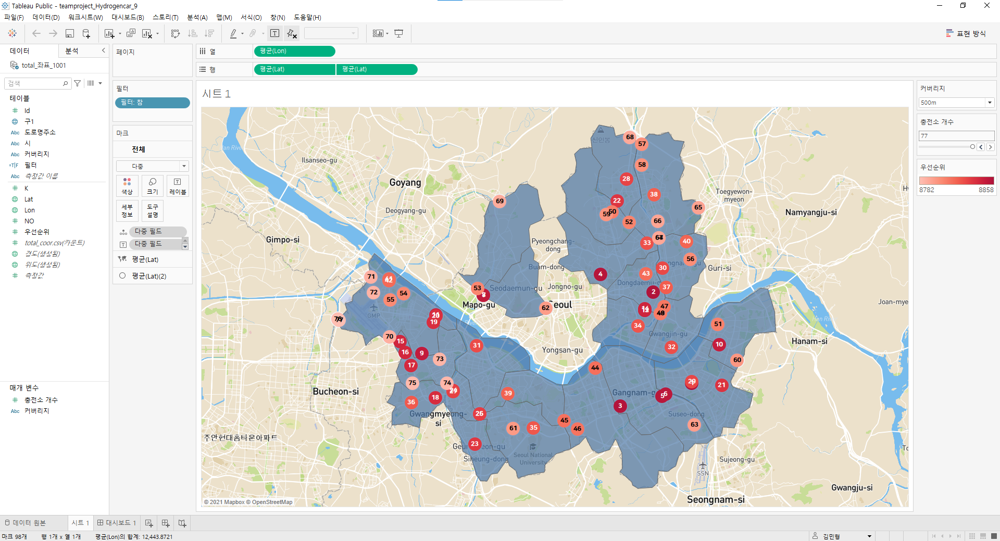 Tableau Public - teamproject_Hydrogencar_9
파일(F) 데이터(D) 워크시트(W) 대시보드(B) 스토리(T) 분석(A) 맵(M) 서식(O) 창(N) 도움말(H)
표현 방식
데이터 분석
total_좌표_1001
검색
테이블
Id
구1
Abc 도로명주소
Abc 시
Abc 커버리지
=T|F 필터
Abc 측정값 이름
K
Lat
Lon
NO
우선순위
total_coor.csv(카운트)
경도(생성됨)
위도(생성됨)
측정값
매개 변수
충전소 개수
Abc 커버리지
페이지
필터
필터: 참
마크
전체
다중
색상 크기 레이블
세부 정보
도구 설명
다중 필드
다중 필드
평균(Lat)
평균(Lat)(2)
열 평균(Lon)
행 평균(Lat) 평균(Lat)
시트 1
68
57
신인봉
Ilsanseo-gu
58
28
Goyang
38
Toegyewon-myeon
69
22
65
Deogyang-gu
59 50
Namyangju-si
52
66
Gimpo-si
67
33
40
Pyeongchang-dong
56
30
Buam-dong
Guri-si
4
43
71
42
53
Seodaemun-gu
Jongno-gu
37
72
54
2
55
Mapo-gu
Joan-mye
GMP
62
Seoul
47
48
76
77
20
19
34
51
Gwangjin-gu
70
15
31
32
10
Hanam-si
16
9
Yongsan-gu
17
73
60
44
75
74
29
21
Bucheon-si
39
Gangnam-g
5
6
18
36
3
Gwangmyeong-si
26
Suseo-dong
45
63
61
35
46
주안현대홈타운아파트
23
Siheung-dong
Seoul National University
Sujeong-gu
SSN
Gwangju-si
Seongnam-si
© 2021 Mapbox © OpenStreetMap
커버리지
500m
충전소 개수
77
우선순위
8782 8858
데이터 원본 시트 1 대시보드 1
마크 98개 행 1개 x 열 1개 평균(Lon)의 합계: 12,443.8721
김민형